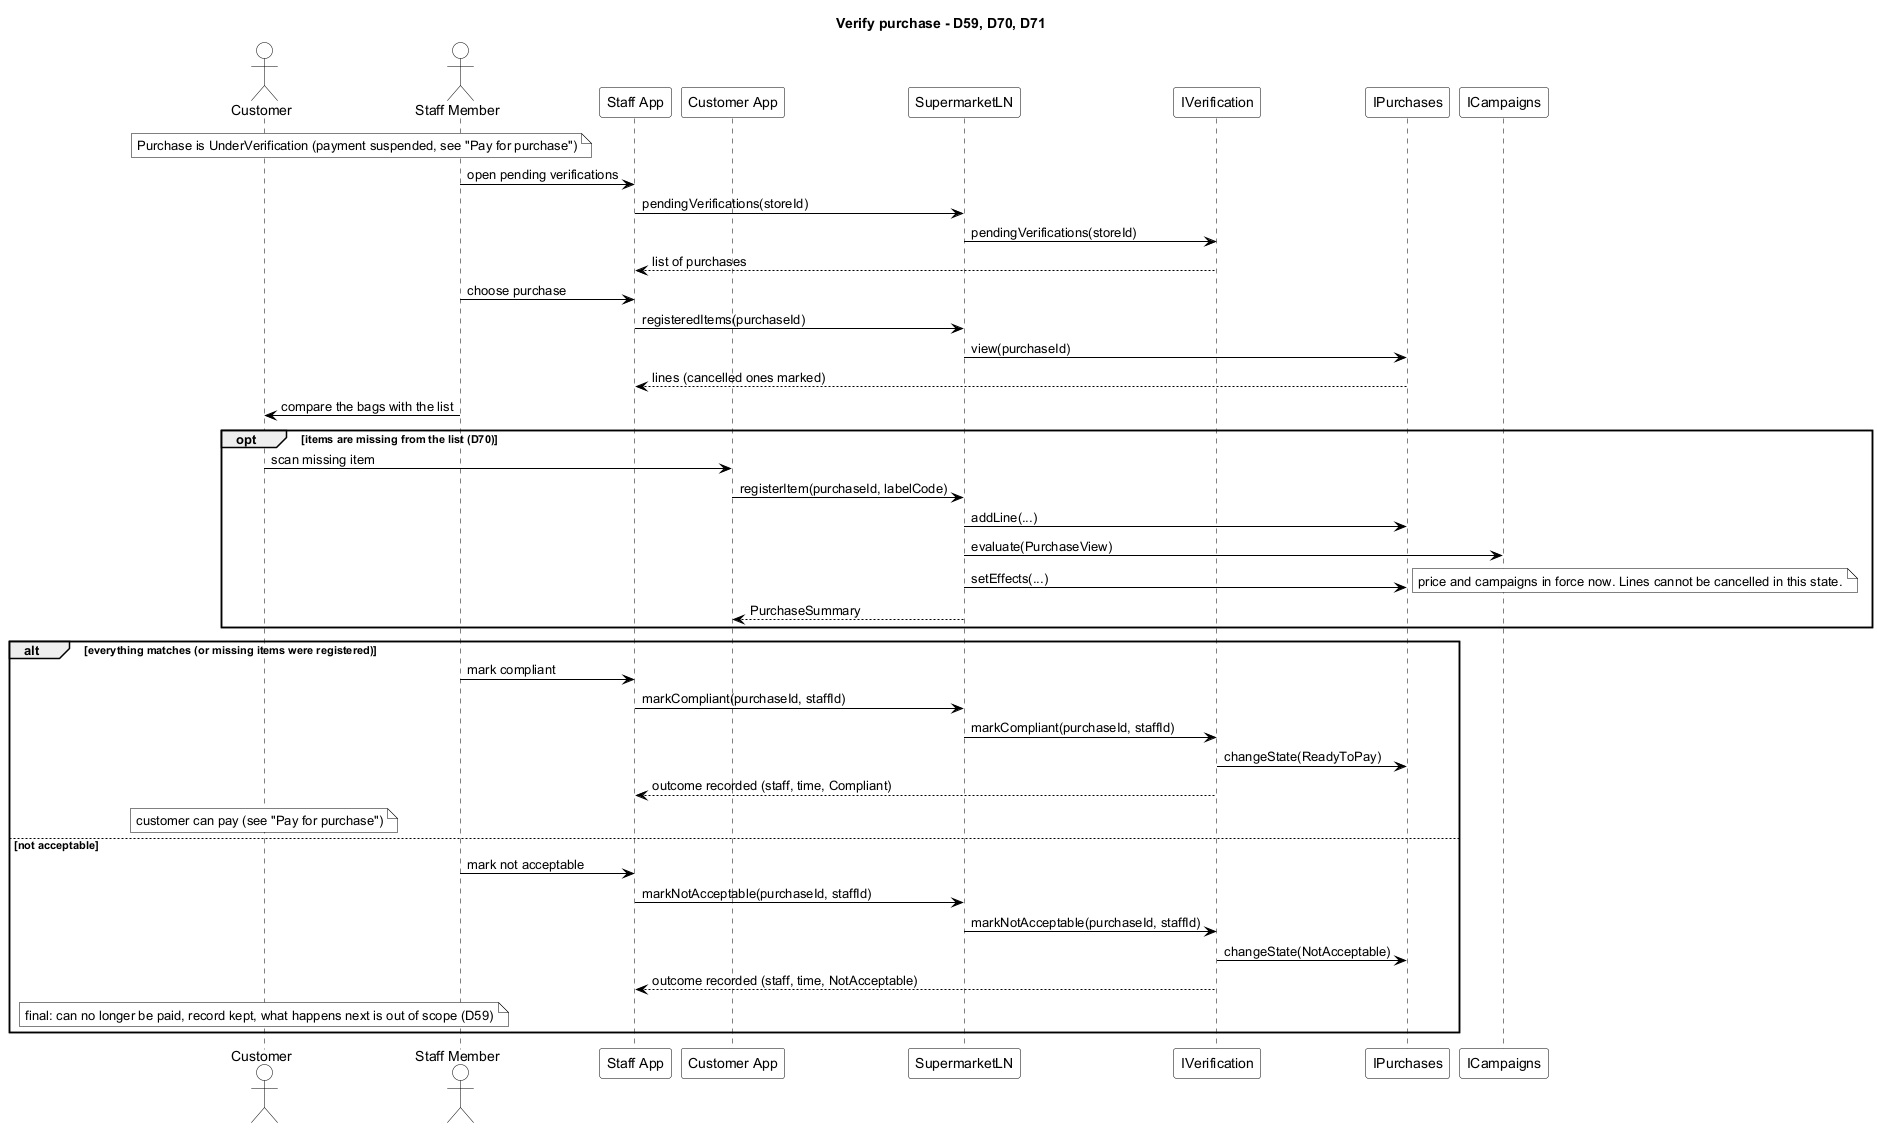 Verify purchase - D59, D70, D71
Customer
Staff Member
Staff App
Customer App
SupermarketLN
IVerification
IPurchases
ICampaigns
Purchase is UnderVerification (payment suspended, see "Pay for purchase")
open pending verifications
pendingVerifications(storeId)
pendingVerifications(storeId)
list of purchases
choose purchase
registeredItems(purchaseId)
view(purchaseId)
lines (cancelled ones marked)
compare the bags with the list
opt
[items are missing from the list (D70)]
scan missing item
registerItem(purchaseId, labelCode)
addLine(...)
evaluate(PurchaseView)
setEffects(...)
price and campaigns in force now. Lines cannot be cancelled in this state.
PurchaseSummary
alt
[everything matches (or missing items were registered)]
mark compliant
markCompliant(purchaseId, staffId)
markCompliant(purchaseId, staffId)
changeState(ReadyToPay)
outcome recorded (staff, time, Compliant)
customer can pay (see "Pay for purchase")
[not acceptable]
mark not acceptable
markNotAcceptable(purchaseId, staffId)
markNotAcceptable(purchaseId, staffId)
changeState(NotAcceptable)
outcome recorded (staff, time, NotAcceptable)
final: can no longer be paid, record kept, what happens next is out of scope (D59)
Customer
Staff Member
Staff App
Customer App
SupermarketLN
IVerification
IPurchases
ICampaigns